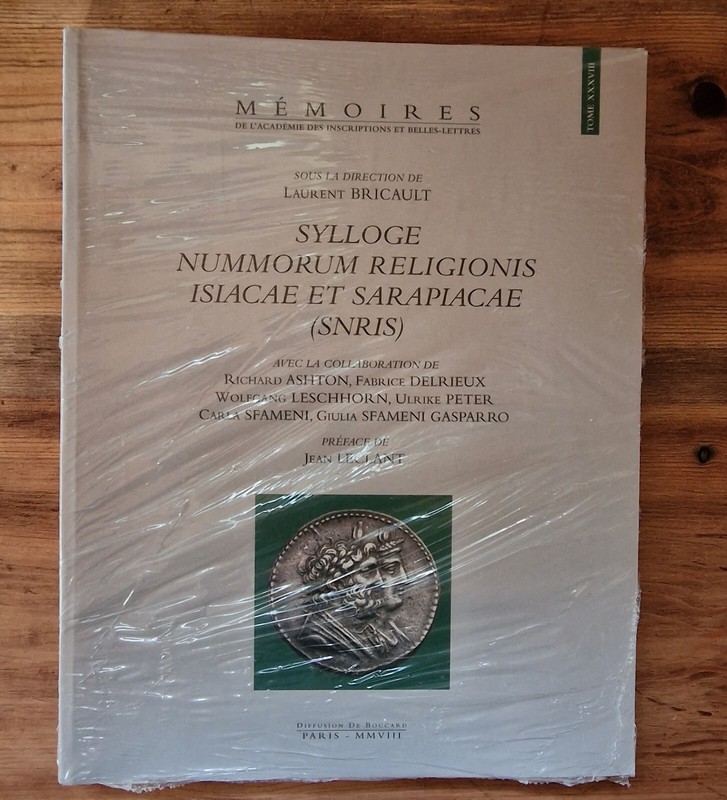 TOME XXXVIII
MÉMOIRES
DE L'ACADÉMIE DES INSCRIPTIONS ET BELLES-LETTRES
SOUS LA DIRECTION DE
LAURENT BRICAULT
SYLLOGE
NUMMORUM RELIGIONIS
ISIACAE ET SARAPIACAE
(SNRIS)
AVEC LA COLLABORATION DE
RICHARD ASHTON, FABRICE DELRIEUX
WOLFGANG LESCHHORN, ULRIKE PETER
CARLA SFAMENI, GIULIA SFAMENI GASPARRO
PRÉFACE DE
JEAN LECLANT
DIFFUSION DE BOCCARD
PARIS - MMVIII